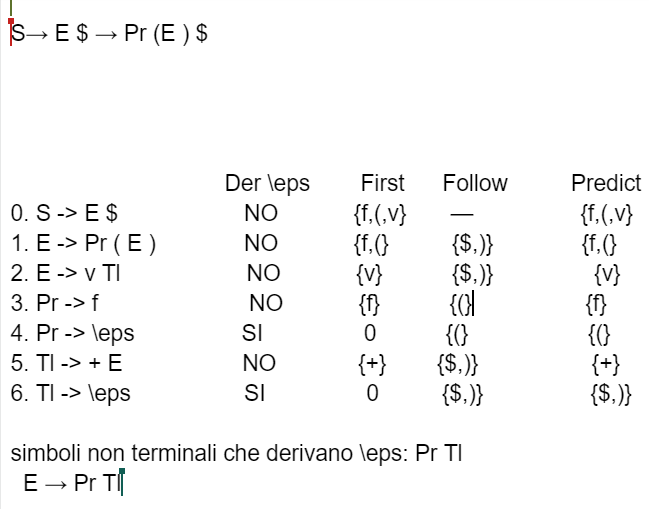 S→ E $ → Pr (E ) $
Der \eps First Follow Predict
0. S -> E $ NO {f,(,v} — {f,(,v}
1. E -> Pr ( E ) NO {f,(} {$,)} {f,(}
2. E -> v Tl NO {v} {$,)} {v}
3. Pr -> f NO {f} {(} {f}
4. Pr -> \eps SI 0 {(} {(}
5. Tl -> + E NO {+} {$,)} {+}
6. Tl -> \eps SI 0 {$,)} {$,)}
simboli non terminali che derivano \eps: Pr Tl
E → Pr Tl